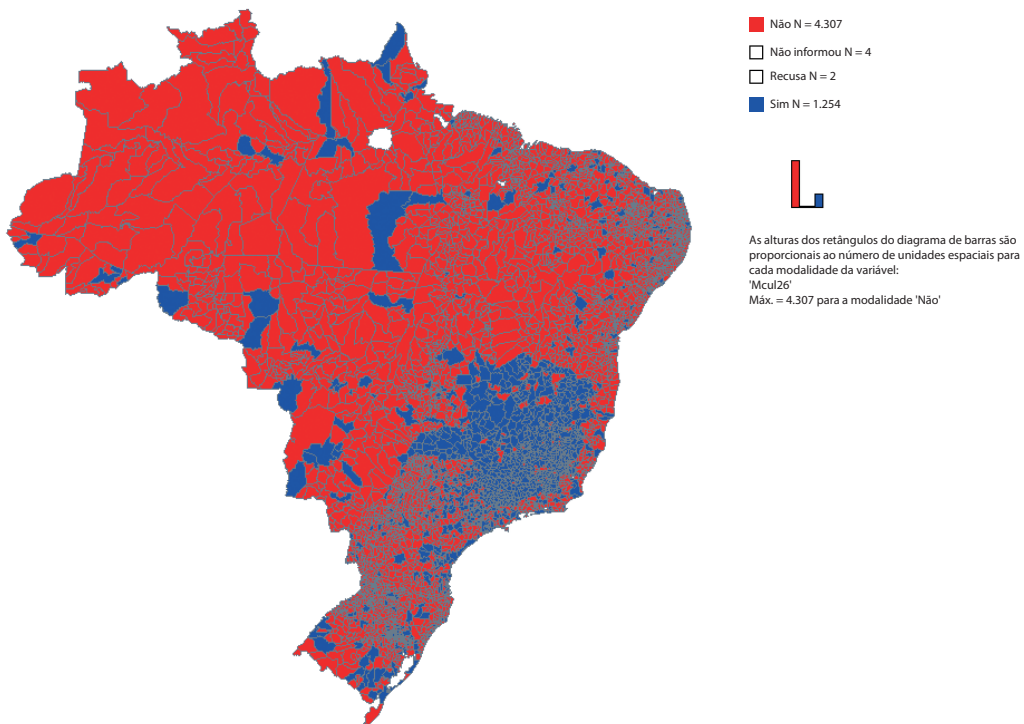 Não N = 4.307
Não informou N = 4
Recusa N = 2
Sim N = 1.254
As alturas dos retângulos do diagrama de barras são
proporcionais ao número de unidades espaciais para
cada modalidade da variável:
'Mcul26'
Máx. = 4.307 para a modalidade 'Não'